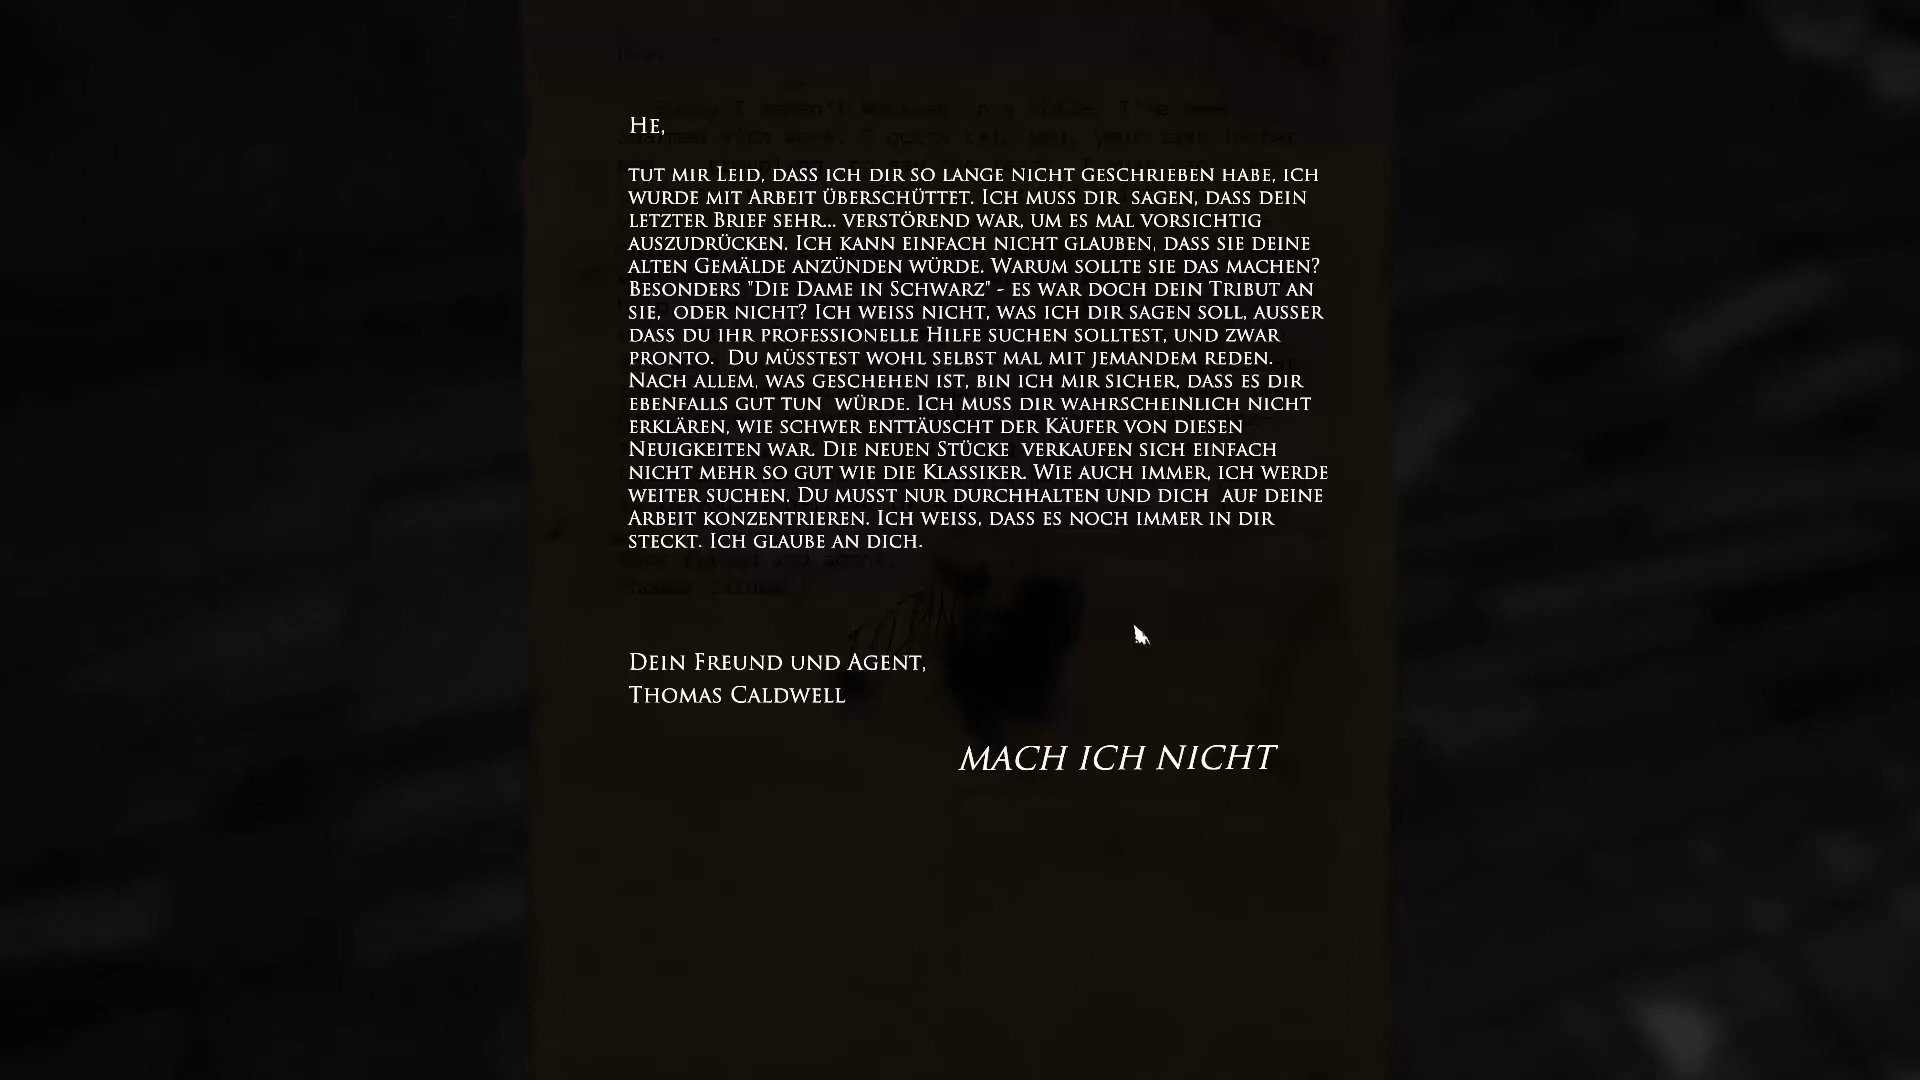 He,
tut mir Leid, dass ich dir so lange nicht geschrieben habe, ich
wurde mit Arbeit überschüttet. Ich muss dir  sagen, dass dein
letzter Brief sehr... verstörend war, um es mal vorsichtig
auszudrücken. Ich kann einfach nicht glauben, dass sie deine
alten Gemälde anzünden würde. Warum sollte sie das machen?
Besonders "Die Dame in Schwarz" - es war doch dein Tribut an
sie,  oder nicht? Ich weiss nicht, was ich dir sagen soll, ausser
dass du ihr professionelle Hilfe suchen solltest, und zwar
pronto.  Du müsstest wohl selbst mal mit jemandem reden.
Nach allem, was geschehen ist, bin ich mir sicher, dass es dir
ebenfalls gut tun  würde. Ich muss dir wahrscheinlich nicht
erklären, wie schwer enttäuscht der Käufer von diesen
Neuigkeiten war. Die neuen Stücke  verkaufen sich einfach
nicht mehr so gut wie die Klassiker. Wie auch immer, ich werde
weiter suchen. Du musst nur durchhalten und dich  auf deine
Arbeit konzentrieren. Ich weiss, dass es noch immer in dir
steckt. Ich glaube an dich.
Dein Freund und Agent,
Thomas Caldwell
MACH ICH NICHT